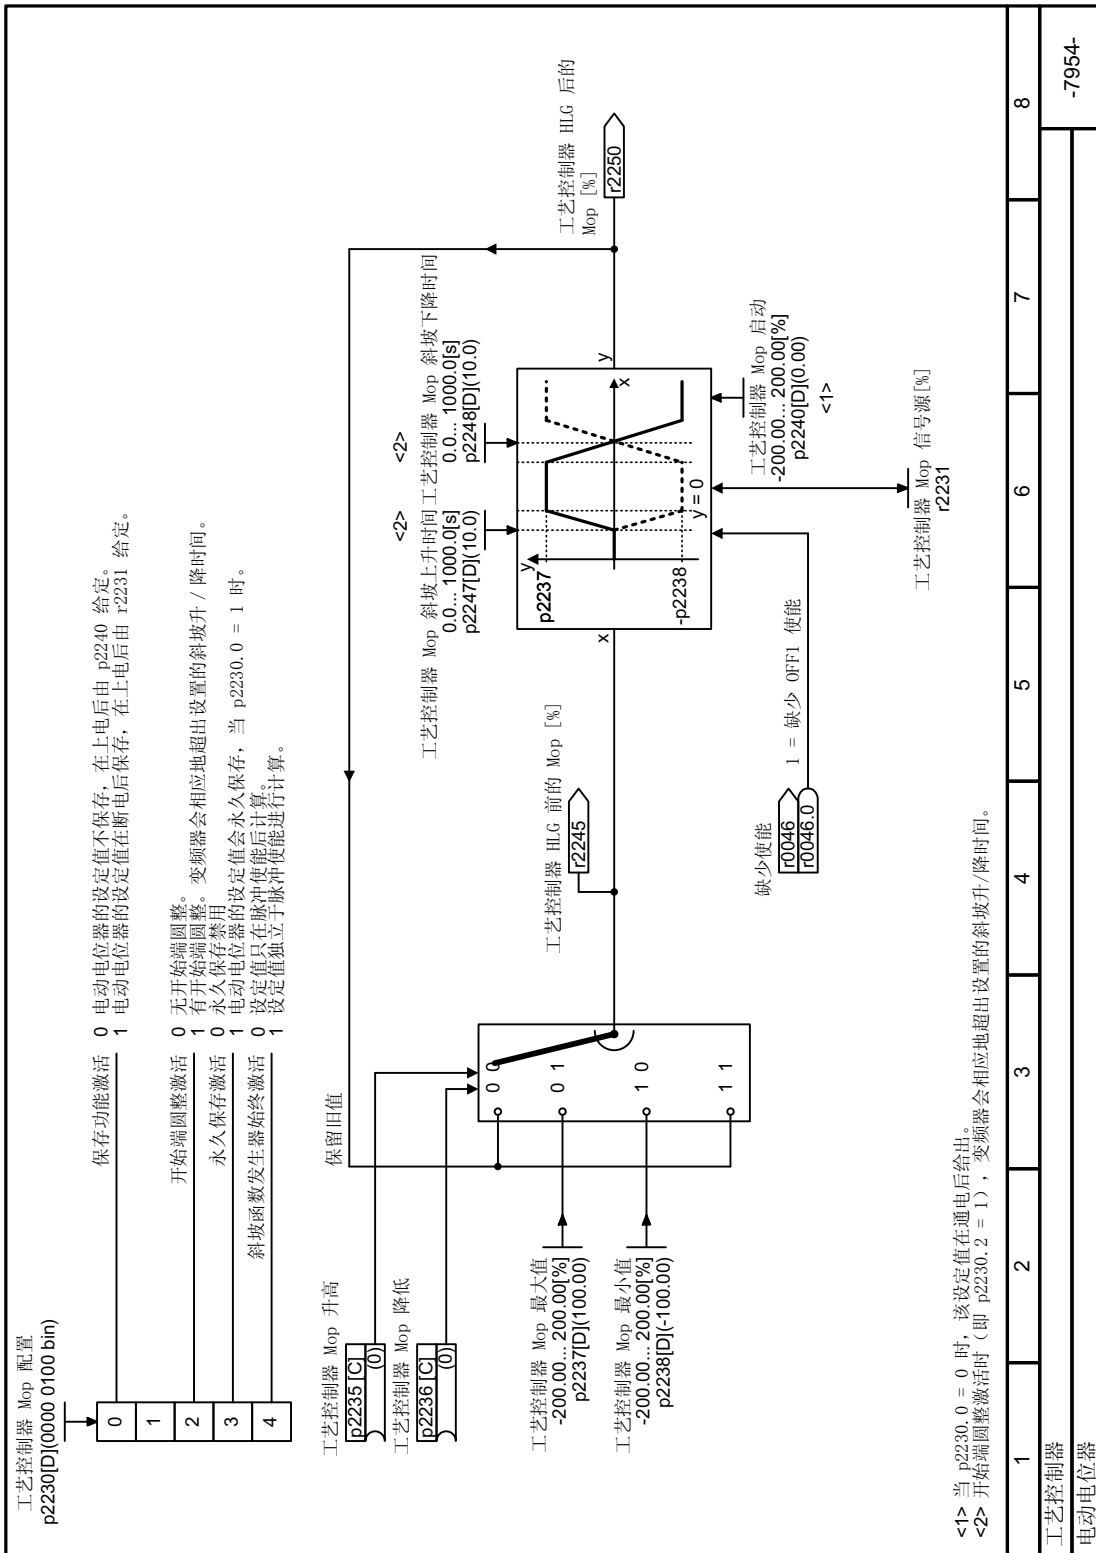 工艺控制器 Mop 配置
p2230[D](0000 0100 bin)
0
1
2
3
4
保存功能激活
0 电动电位器的设定值不保存，在上电后由 p2240 给定。
1 电动电位器的设定值在断电后保存，在上电后由 r2231 给定。
开始端圆整激活
0 无开始端圆整。
1 有开始端圆整。变频器会相应地超出设置的斜坡升 / 降时间。
永久保存激活
0 永久保存禁用
1 电动电位器的设定值会永久保存，当 p2230.0 = 1 时。
斜坡函数发生器始终激活
0 设定值只在脉冲使能后计算。
1 设定值独立于脉冲使能进行计算。
工艺控制器 Mop 升高
p2235 [C]
(0)
工艺控制器 Mop 降低
p2236 [C]
(0)
保留旧值
工艺控制器 Mop 最大值
-200.00... 200.00[%]
p2237[D](100.00)
工艺控制器 Mop 最小值
-200.00... 200.00[%]
p2238[D](-100.00)
0 0
0 1
1 0
1 1
工艺控制器 HLG 前的 Mop [%]
r2245
缺少使能
r0046
r0046.0
1 = 缺少 OFF1 使能
<2>
工艺控制器 Mop 斜坡上升时间
0.0... 1000.0[s]
p2247[D](10.0)
<2>
工艺控制器 Mop 斜坡下降时间
0.0... 1000.0[s]
p2248[D](10.0)
x
y
y
x
p2237
-p2238
y = 0
工艺控制器 Mop 启动
-200.00... 200.00[%]
p2240[D](0.00)
<1>
工艺控制器 Mop 信号源[%]
r2231
工艺控制器 HLG 后的
Mop [%]
r2250
<1> 当 p2230.0 = 0 时，该设定值在通电后给出。
<2> 开始端圆整激活时（即 p2230.2 = 1），变频器会相应地超出设置的斜坡升/降时间。
1
2
3
4
5
6
7
8
工艺控制器
电动电位器
-7954-